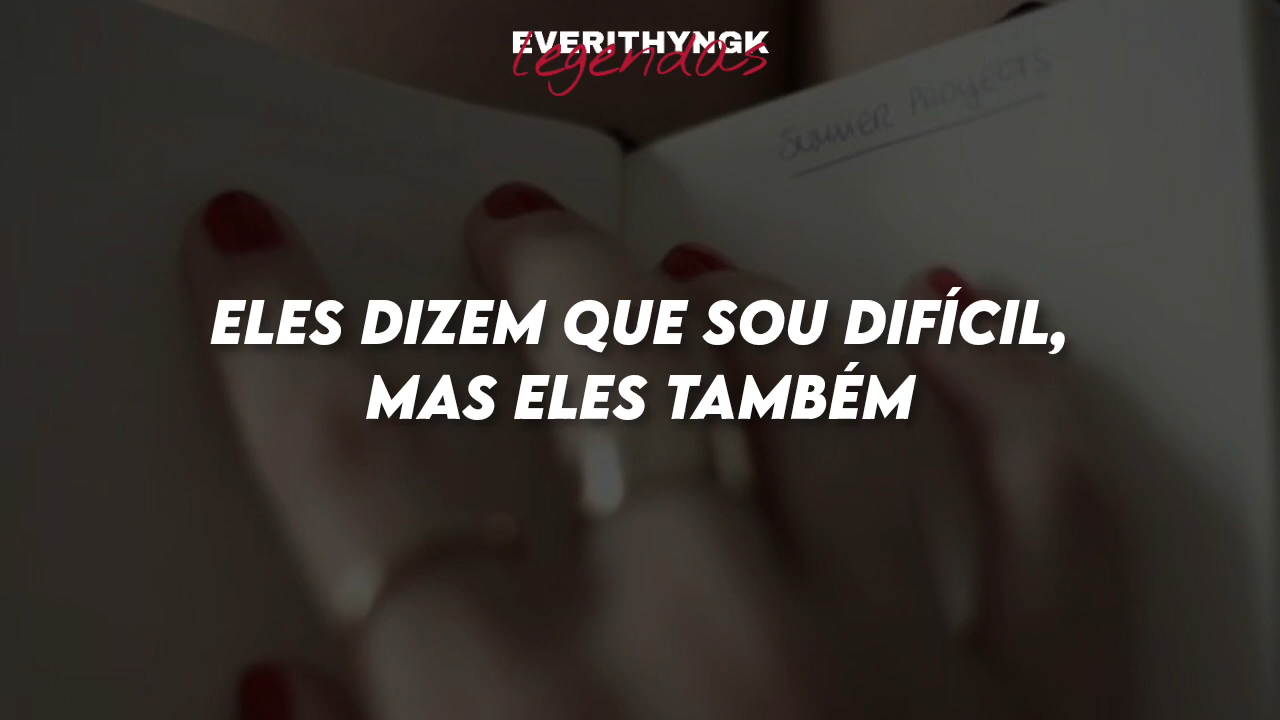 EVERITHYNGK
legendas
SUMMER PROJECTS
ELES DIZEM QUE SOU DIFÍCIL,
MAS ELES TAMBÉM